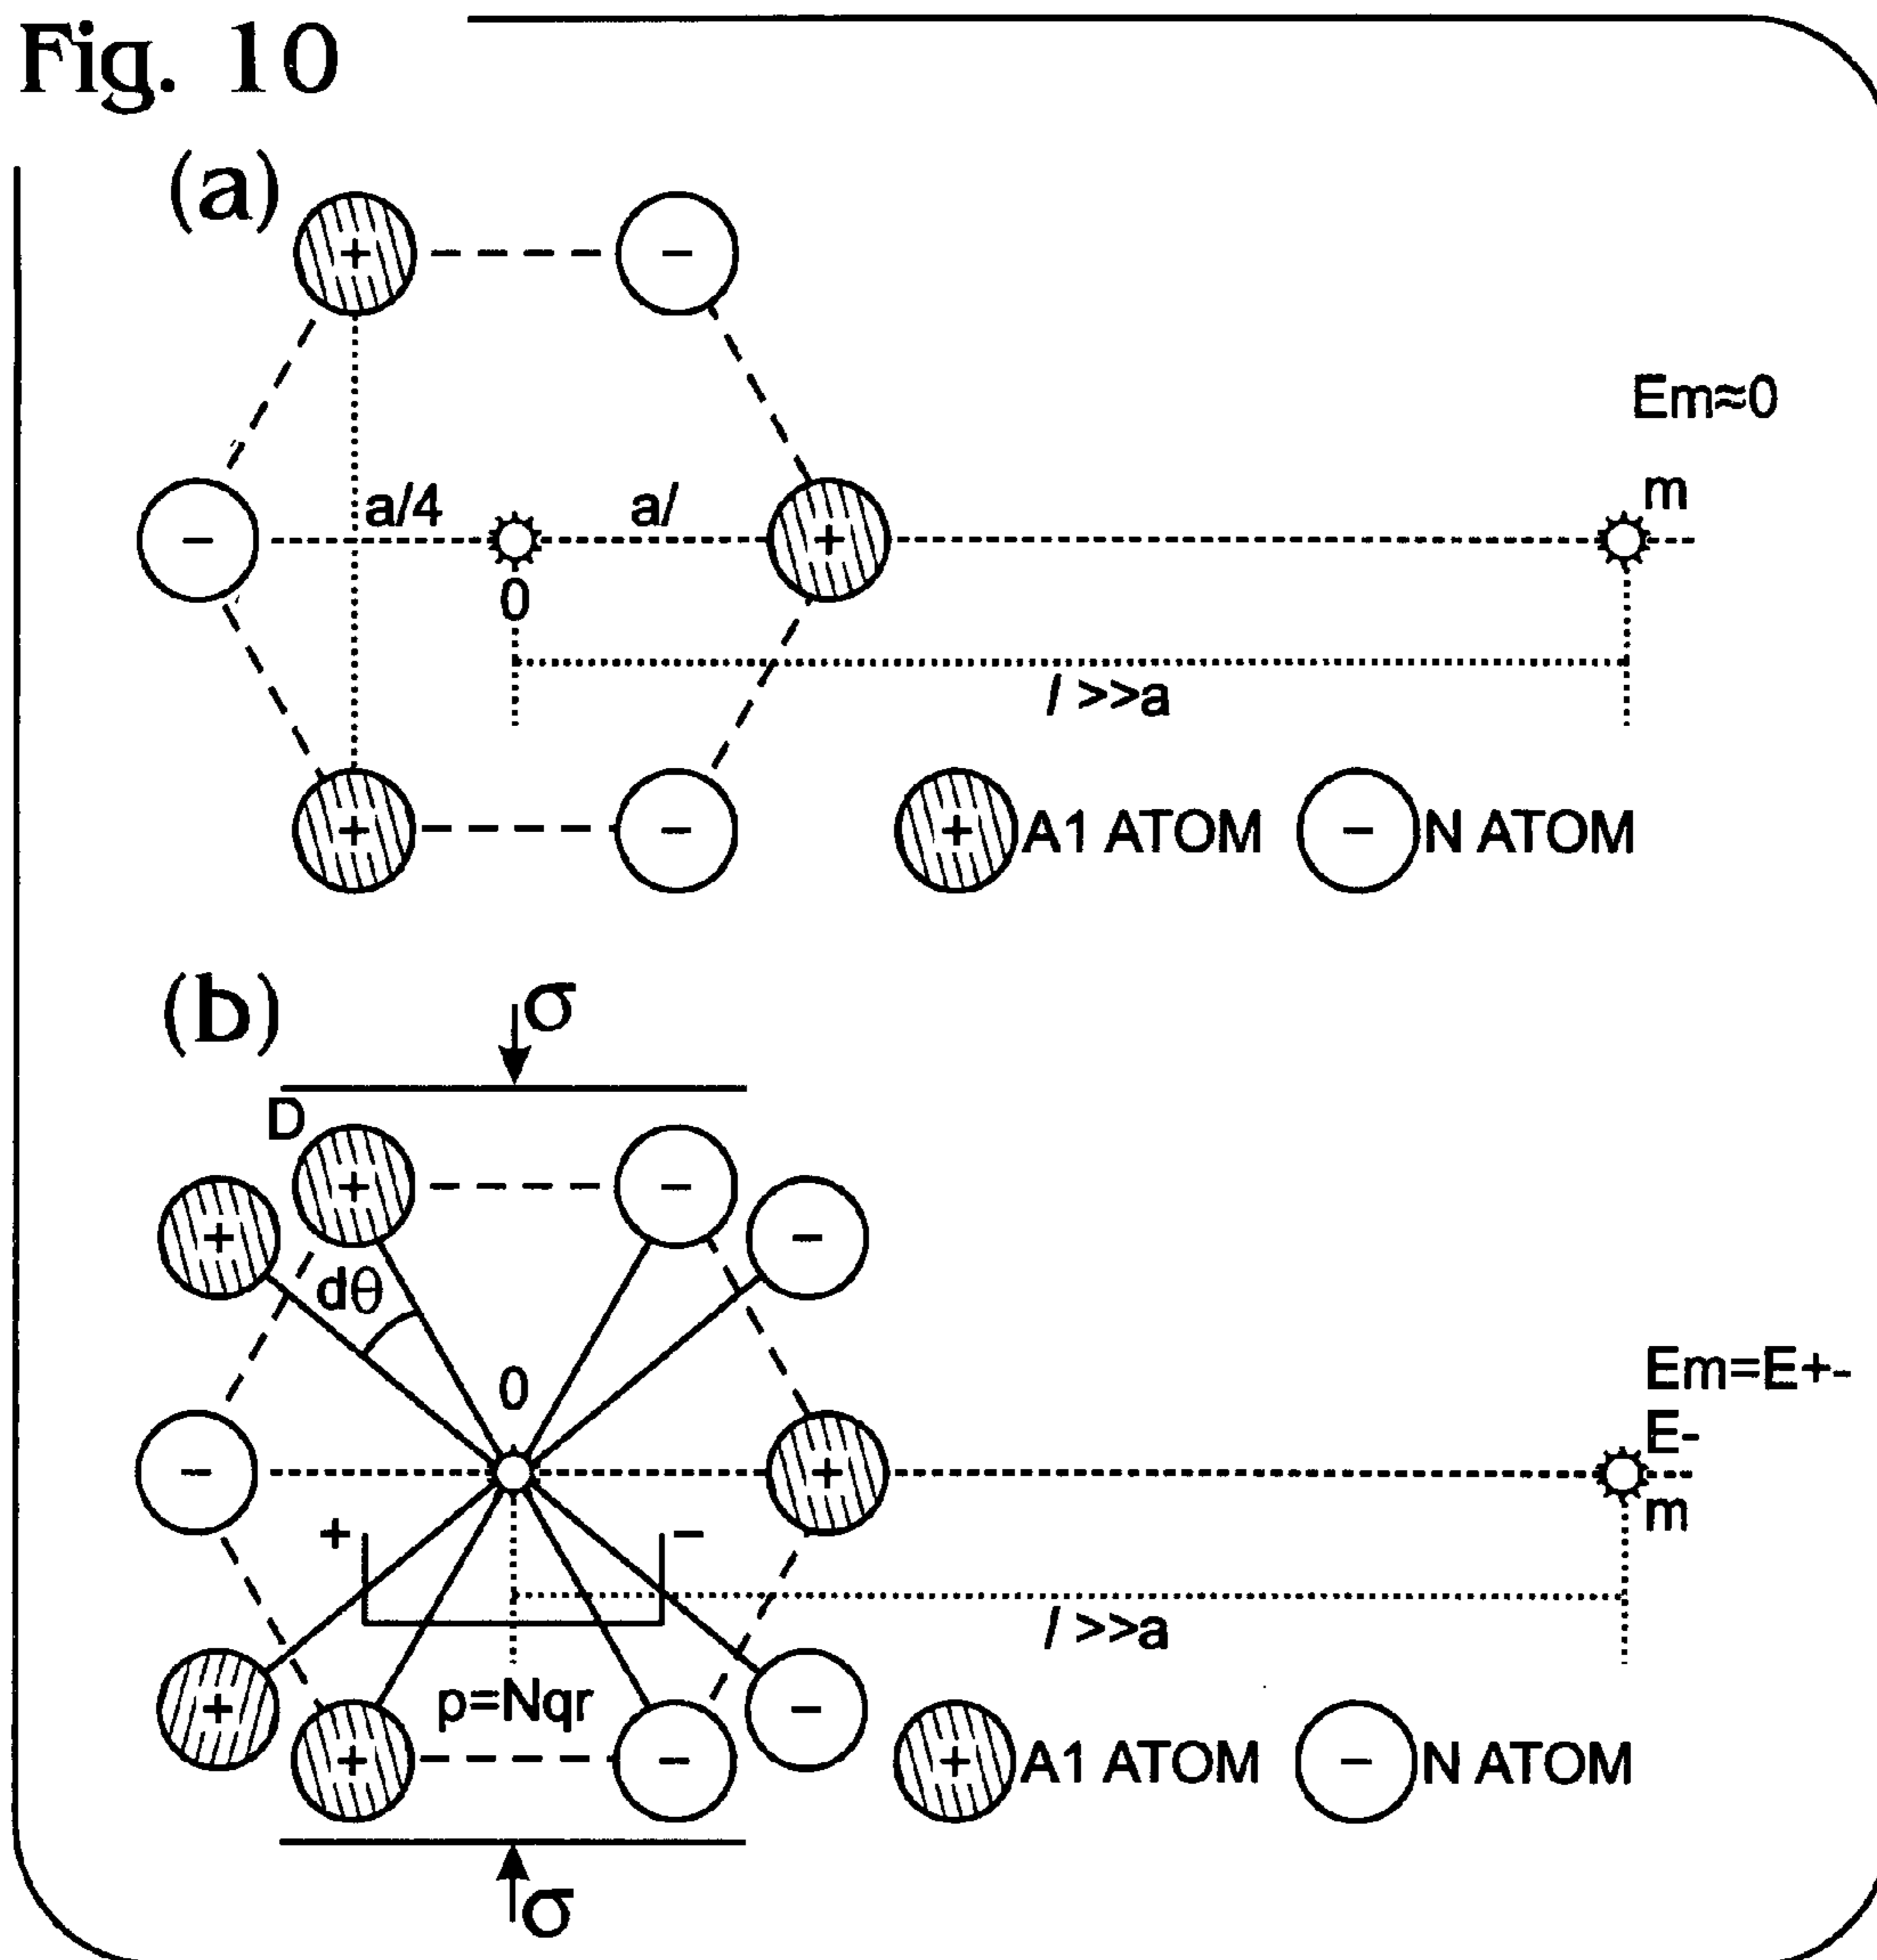 Fig. 10
(a)
+ −
Em≈0
− a/4 a/ + m
0
l >>a
+ − + A1 ATOM − N ATOM
(b)
σ
D
+ −
+ −
dθ
0
Em=E+-
E-
− +
m
+ −
l >>a
+ p=Nqr −
+ − + A1 ATOM − N ATOM
σ